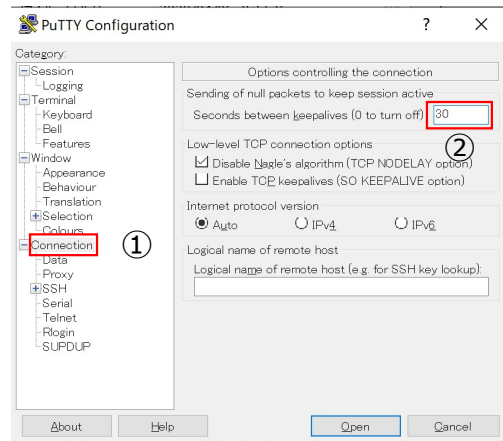 PuTTY Configuration
?
×
Category:
Session
Logging
Terminal
Keyboard
Bell
Features
Window
Appearance
Behaviour
Translation
Selection
Colours
Connection
①
Data
Proxy
SSH
Serial
Telnet
Rlogin
SUPDUP
Options controlling the connection
Sending of null packets to keep session active
Seconds between keepalives (0 to turn off)
30
②
Low-level TCP connection options
Disable Nagle's algorithm (TCP NODELAY option)
Enable TCP keepalives (SO KEEPALIVE option)
Internet protocol version
Auto IPv4 IPv6
Logical name of remote host
Logical name of remote host (e.g. for SSH key lookup):
About Help Open Cancel